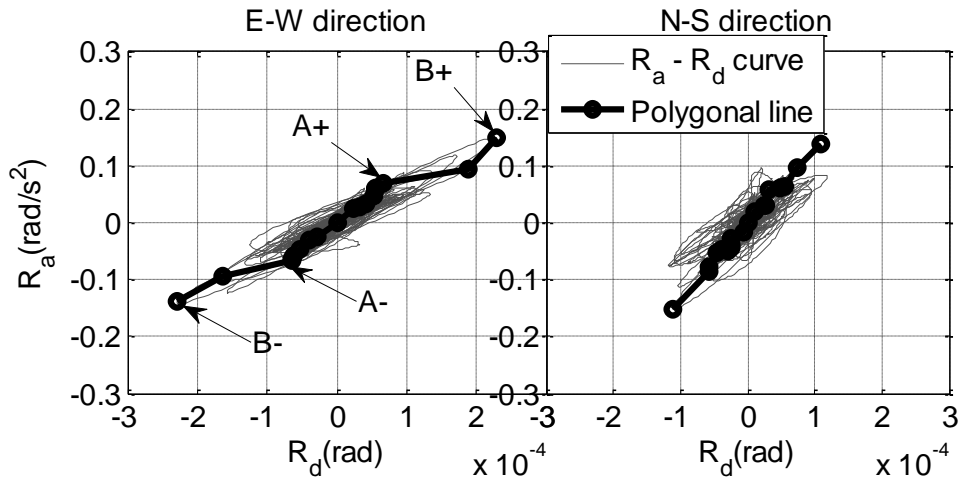 E-W direction
N-S direction
R_a(rad/s^2)
0.3
0.2
0.1
0
-0.1
-0.2
-0.3
B+
A+
A-
B-
-3 -2 -1 0 1 2
R_d(rad)
x 10^-4
0.3
0.2
0.1
0
-0.1
-0.2
-0.3
R_a - R_d curve
Polygonal line
-3 -1 0 1 2 3
R_d(rad)
x 10^-4